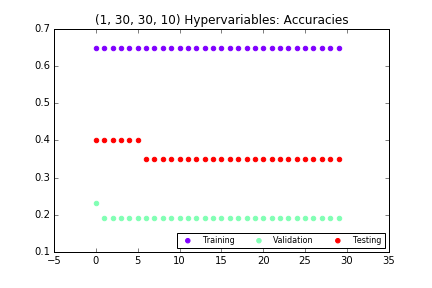 (1, 30, 30, 10) Hypervariables: Accuracies
0.7
0.6
0.5
0.4
0.3
0.2
0.1
−5 0 5 10 15 20 25 30 35
Training Validation Testing